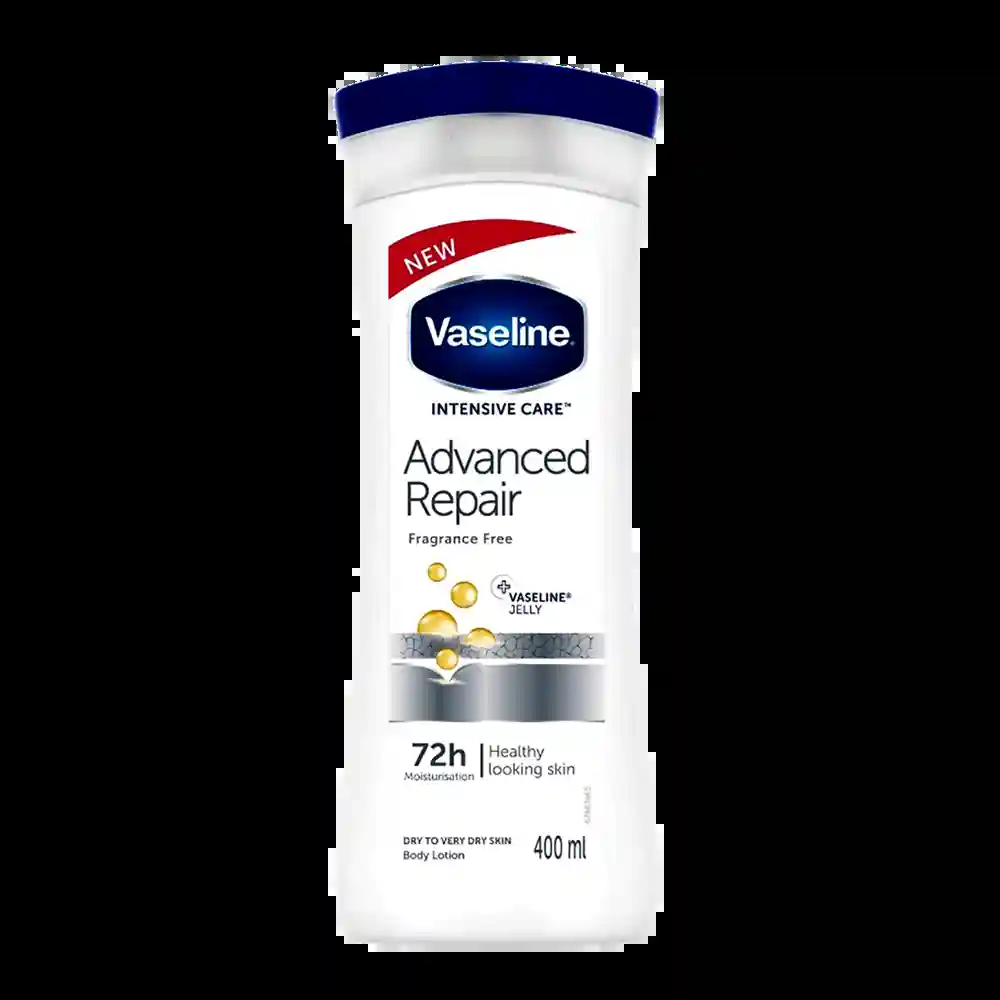 NEW
Vaseline
INTENSIVE CARE™
Advanced
Repair
Fragrance Free
VASELINE®
JELLY
72h
Moisturisation
Healthy
looking skin
DRY TO VERY DRY SKIN
Body Lotion
400 ml